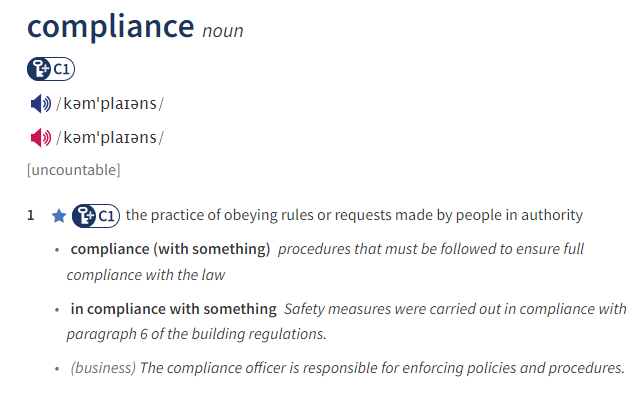 compliance noun
C1
/kəmˈplaɪəns/
/kəmˈplaɪəns/
[uncountable]
1 C1 the practice of obeying rules or requests made by people in authority
• compliance (with something) procedures that must be followed to ensure full
compliance with the law
• in compliance with something Safety measures were carried out in compliance with
paragraph 6 of the building regulations.
• (business) The compliance officer is responsible for enforcing policies and procedures.